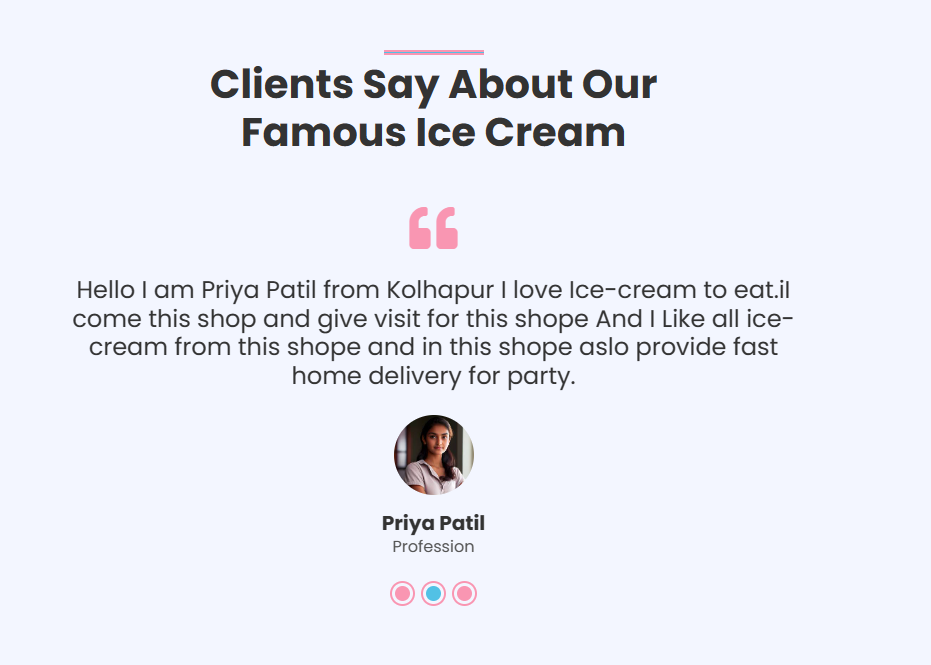 Clients Say About Our
Famous Ice Cream
Hello I am Priya Patil from Kolhapur I love Ice-cream to eat.iI
come this shop and give visit for this shope And I Like all ice-
cream from this shope and in this shope aslo provide fast
home delivery for party.
Priya Patil
Profession